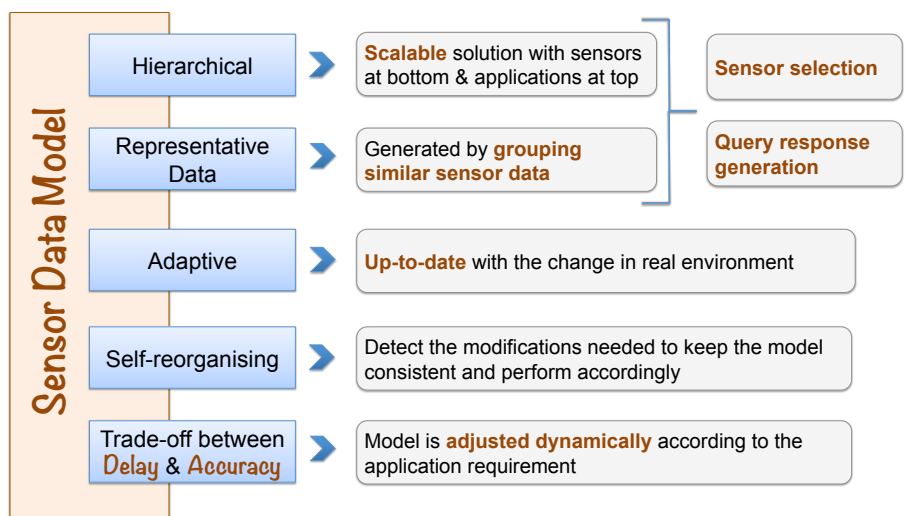 Sensor Data Model
Hierarchical
Scalable solution with sensors
at bottom & applications at top
Sensor selection
Representative
Data
Generated by grouping
similar sensor data
Query response
generation
Adaptive
Up-to-date with the change in real environment
Self-reorganising
Detect the modifications needed to keep the model
consistent and perform accordingly
Trade-off between
Delay & Accuracy
Model is adjusted dynamically according to the
application requirement